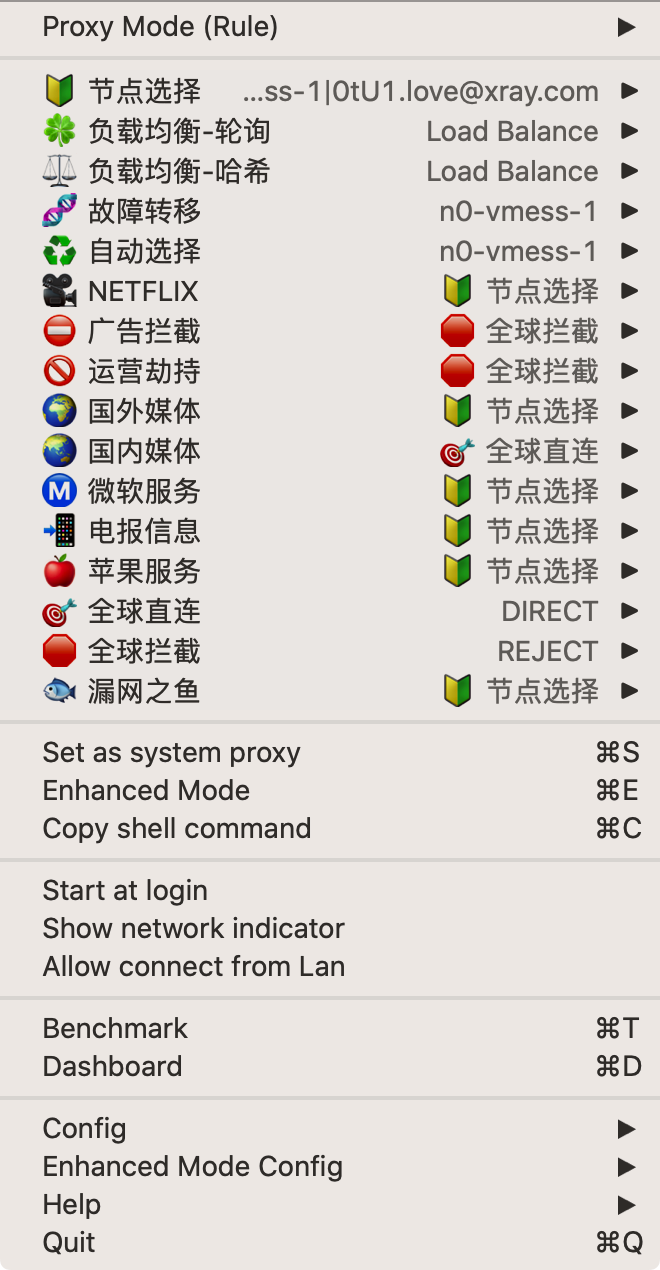 Proxy Mode (Rule)
节点选择 ...ss-1|0tU1.love@xray.com
负载均衡-轮询 Load Balance
负载均衡-哈希 Load Balance
故障转移 n0-vmess-1
自动选择 n0-vmess-1
NETFLIX 节点选择
广告拦截 全球拦截
运营劫持 全球拦截
国外媒体 节点选择
国内媒体 全球直连
M 微软服务 节点选择
电报信息 节点选择
苹果服务 节点选择
全球直连 DIRECT
全球拦截 REJECT
漏网之鱼 节点选择
Set as system proxy ⌘S
Enhanced Mode ⌘E
Copy shell command ⌘C
Start at login
Show network indicator
Allow connect from Lan
Benchmark ⌘T
Dashboard ⌘D
Config
Enhanced Mode Config
Help
Quit ⌘Q